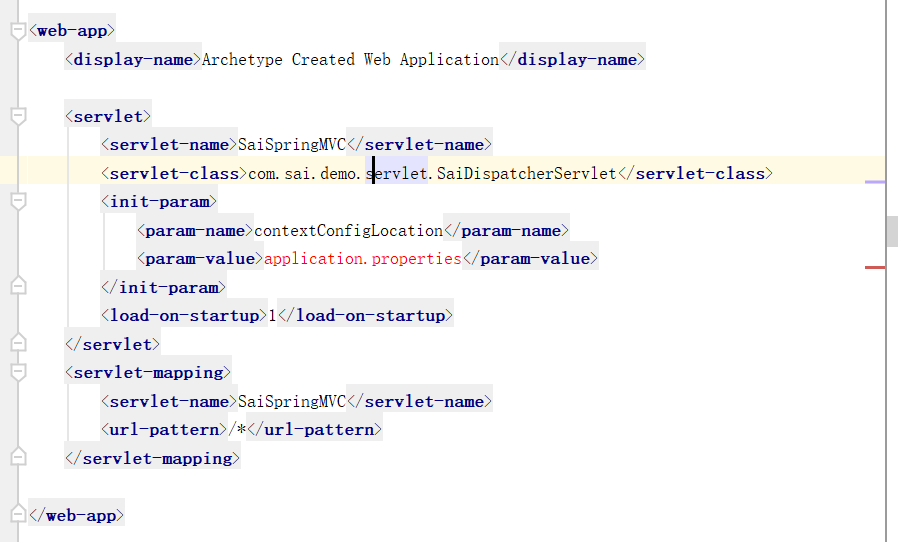 <web-app>
<display-name>Archetype Created Web Application</display-name>
<servlet>
<servlet-name>SaiSpringMVC</servlet-name>
<servlet-class>com.sai.demo.servlet.SaiDispatcherServlet</servlet-class>
<init-param>
<param-name>contextConfigLocation</param-name>
<param-value>application.properties</param-value>
</init-param>
<load-on-startup>1</load-on-startup>
</servlet>
<servlet-mapping>
<servlet-name>SaiSpringMVC</servlet-name>
<url-pattern>/*</url-pattern>
</servlet-mapping>
</web-app>